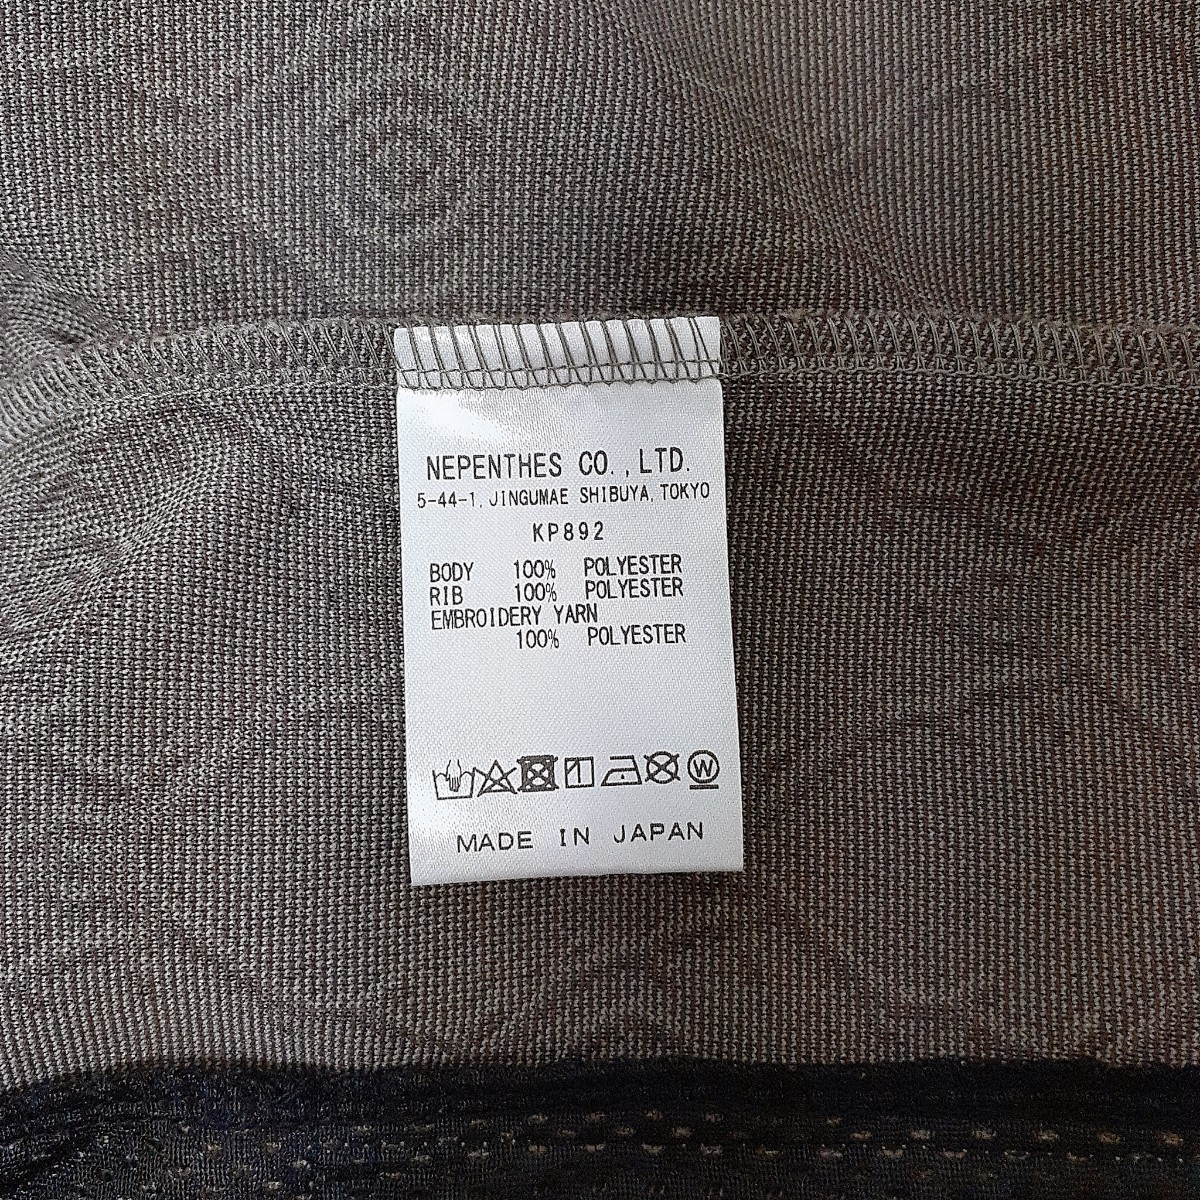 NEPENTHES CO.,LTD.
5-44-1, JINGUMAE SHIBUYA, TOKYO
KP892
BODY 100% POLYESTER
RIB 100% POLYESTER
EMBROIDERY YARN
100% POLYESTER
W
MADE IN JAPAN